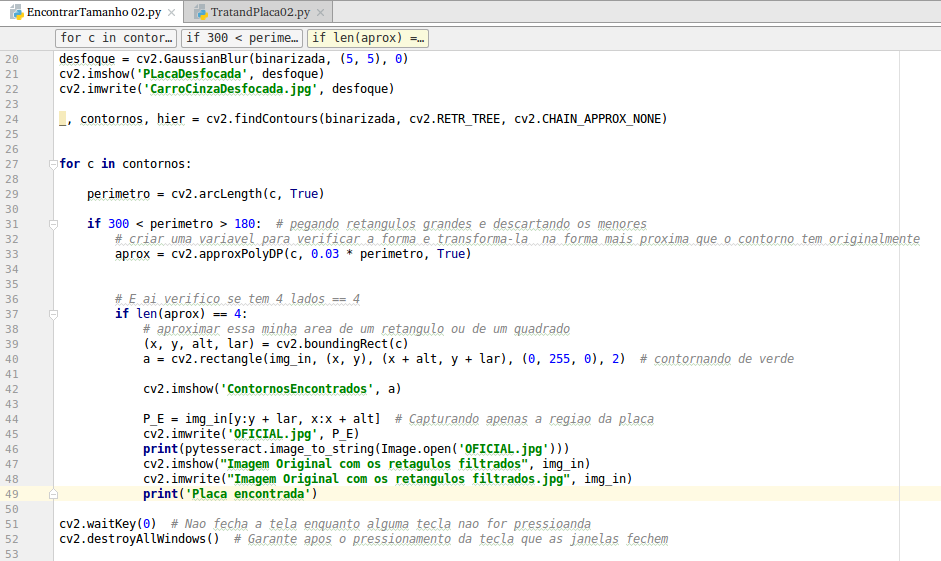 EncontrarTamanho 02.py × TratandPlaca02.py ×
for c in contor... if 300 < perime... if len(aprox) =...
20 desfoque = cv2.GaussianBlur(binarizada, (5, 5), 0)
21 cv2.imshow('PLacaDesfocada', desfoque)
22 cv2.imwrite('CarroCinzaDesfocada.jpg', desfoque)
23
24 _, contornos, hier = cv2.findContours(binarizada, cv2.RETR_TREE, cv2.CHAIN_APPROX_NONE)
25
26
27 for c in contornos:
28
29 perimetro = cv2.arcLength(c, True)
30
31 if 300 < perimetro > 180: # pegando retangulos grandes e descartando os menores
32 # criar uma variavel para verificar a forma e transforma-la na forma mais proxima que o contorno tem originalmente
33 aprox = cv2.approxPolyDP(c, 0.03 * perimetro, True)
34
35
36 # E ai verifico se tem 4 lados == 4
37 if len(aprox) == 4:
38 # aproximar essa minha area de um retangulo ou de um quadrado
39 (x, y, alt, lar) = cv2.boundingRect(c)
40 a = cv2.rectangle(img_in, (x, y), (x + alt, y + lar), (0, 255, 0), 2) # contornando de verde
41
42 cv2.imshow('ContornosEncontrados', a)
43
44 P_E = img_in[y:y + lar, x:x + alt] # Capturando apenas a regiao da placa
45 cv2.imwrite('OFICIAL.jpg', P_E)
46 print(pytesseract.image_to_string(Image.open('OFICIAL.jpg')))
47 cv2.imshow("Imagem Original com os retagulos filtrados", img_in)
48 cv2.imwrite("Imagem Original com os retangulos filtrados.jpg", img_in)
49 print('Placa encontrada')
50
51 cv2.waitKey(0) # Nao fecha a tela enquanto alguma tecla nao for pressioanda
52 cv2.destroyAllWindows() # Garante apos o pressionamento da tecla que as janelas fechem
53